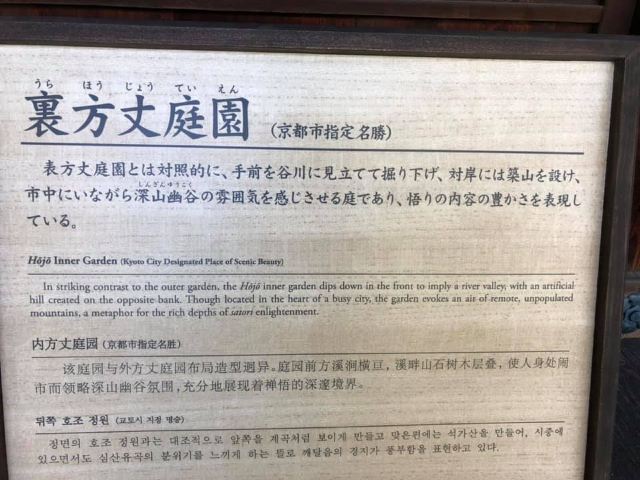 うら ほう じょう てい えん
裏方丈庭園 (京都市指定名勝)
表方丈庭園とは対照的に、手前を谷川に見立てて掘り下げ、対岸には築山を設け、
しんざんゆうこく
市中にいながら深山幽谷の雰囲気を感じさせる庭であり、悟りの内容の豊かさを表現し
ている。
Hōjō Inner Garden (Kyoto City Designated Place of Scenic Beauty)
In striking contrast to the outer garden, the Hōjō inner garden dips down in the front to imply a river valley, with an artificial
hill created on the opposite bank. Though located in the heart of a busy city, the garden evokes an air of remote, unpopulated
mountains, a metaphor for the rich depths of satori enlightenment.
内方丈庭园 (京都市指定名胜)
该庭园与外方丈庭园布局造型迥异。庭园前方溪涧横亘，溪畔山石树木层叠，使人身处闹
市而领略深山幽谷氛围，充分地展现着禅悟的深邃境界。
뒤쪽 호조 정원 (교토시 지정 명승)
정면의 호조 정원과는 대조적으로 앞쪽을 계곡처럼 보이게 만들고 맞은편에는 석가산을 만들어, 시중에
있으면서도 심산유곡의 분위기를 느끼게 하는 뜰로 깨달음의 경지가 풍부함을 표현하고 있다.